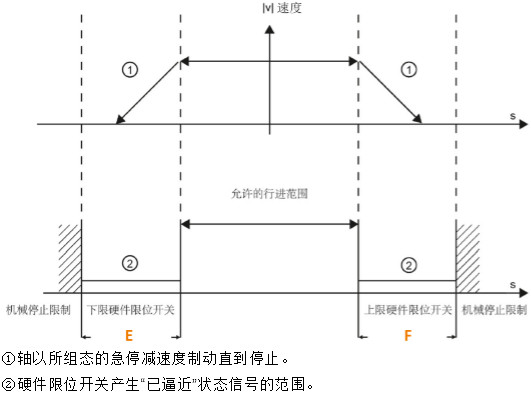 |v| 速度
① ①
s
允许的行进范围
② ②
s
机械停止限制 下限硬件限位开关 上限硬件限位开关 机械停止限制
E F
①轴以所组态的急停减速度制动直到停止。
②硬件限位开关产生“已逼近”状态信号的范围。